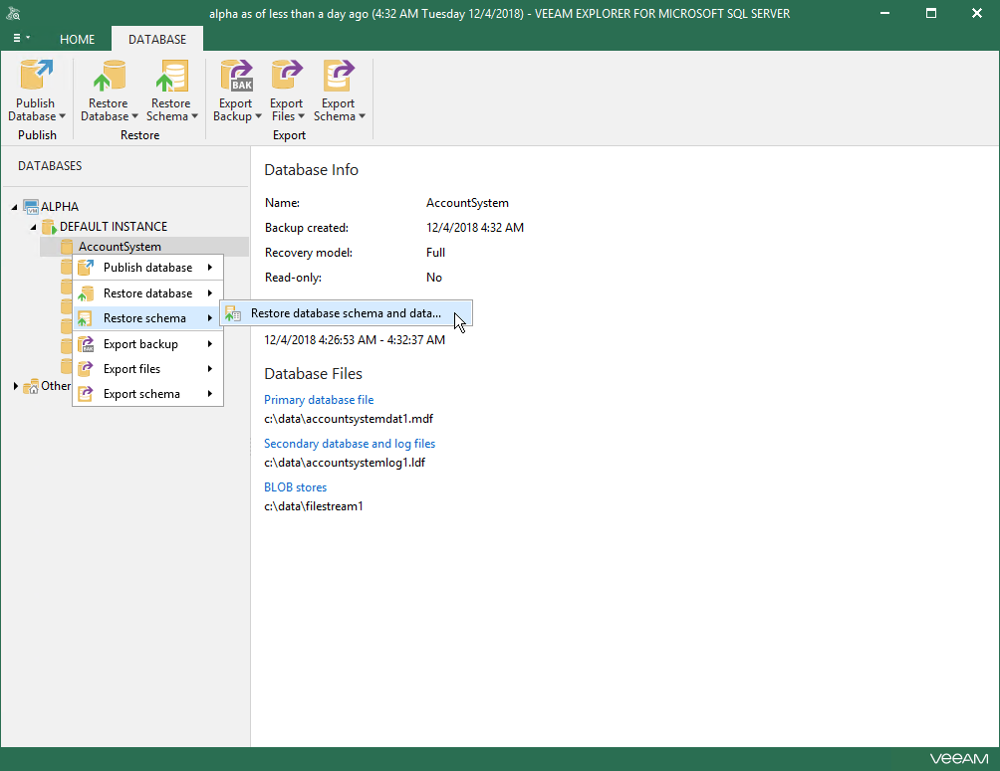 alpha as of less than a day ago (4:32 AM Tuesday 12/4/2018) - VEEAM EXPLORER FOR MICROSOFT SQL SERVER
HOME
DATABASE
Publish Database
Restore Database
Restore Schema
BAK
Export Backup
Export Files
Export Schema
Publish
Restore
Export
DATABASES
ALPHA
DEFAULT INSTANCE
AccountSystem
Publish database
Restore database
Restore schema
BAK
Export backup
Export files
Export schema
Other
Restore database schema and data...
Database Info
Name: AccountSystem
Backup created: 12/4/2018 4:32 AM
Recovery model: Full
Read-only: No
12/4/2018 4:26:53 AM - 4:32:37 AM
Database Files
Primary database file
c:\data\accountsystemdat1.mdf
Secondary database and log files
c:\data\accountsystemlog1.ldf
BLOB stores
c:\data\filestream1
VEEAM